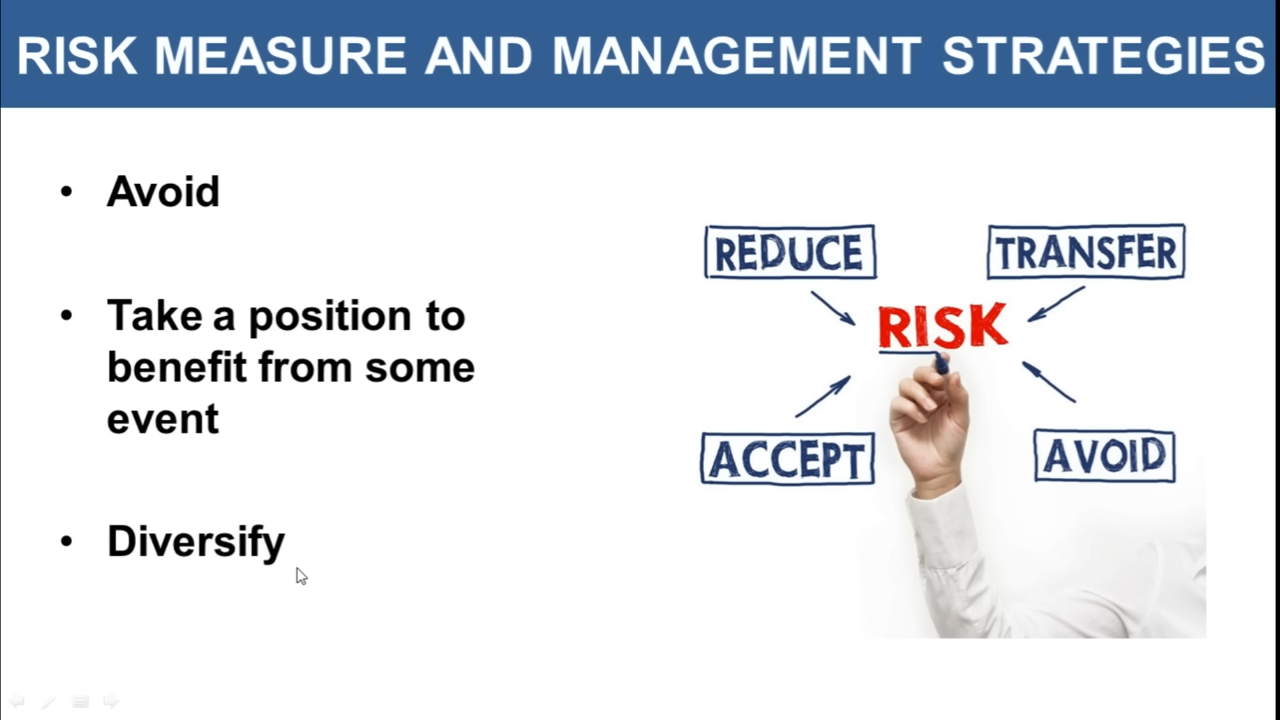 RISK MEASURE AND MANAGEMENT STRATEGIES
• Avoid
• Take a position to
benefit from some
event
• Diversify
REDUCE
TRANSFER
RISK
ACCEPT
AVOID